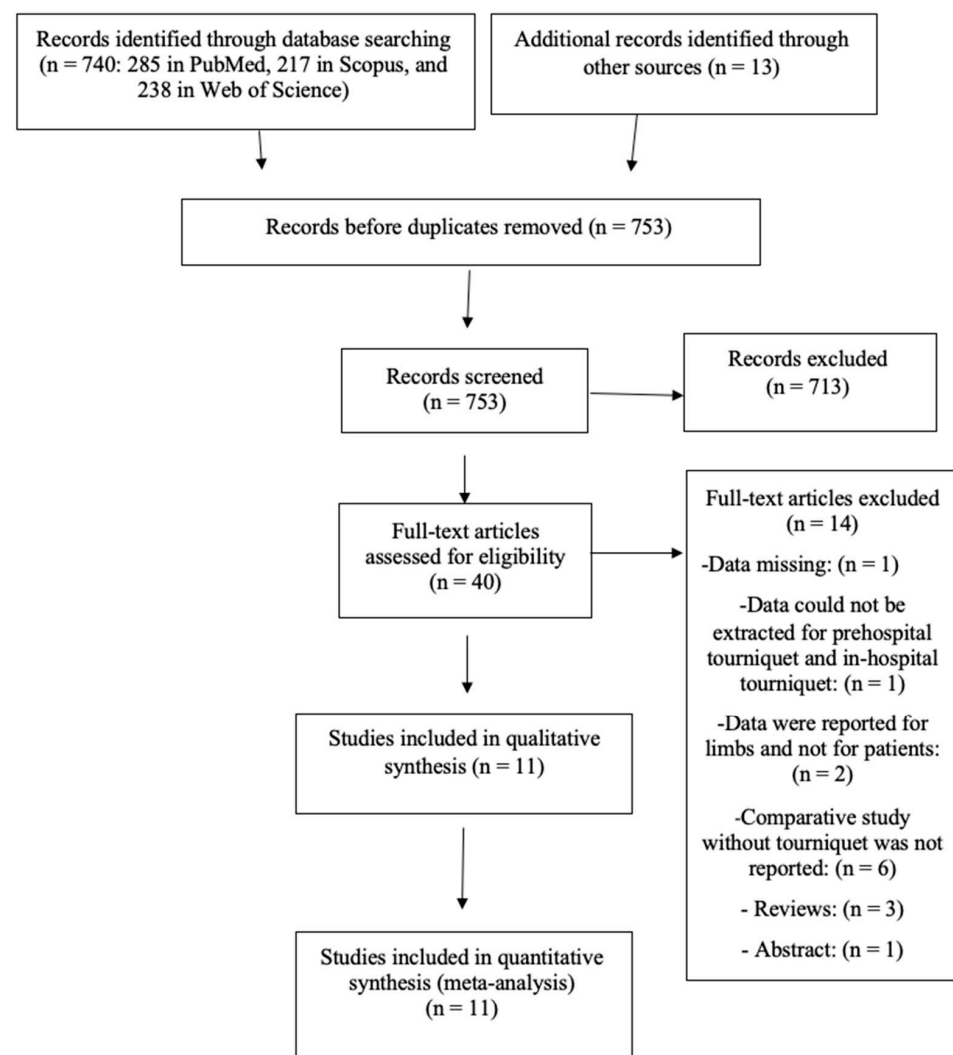 Records identified through database searching
(n = 740: 285 in PubMed, 217 in Scopus, and
238 in Web of Science)
Additional records identified through
other sources (n = 13)
Records before duplicates removed (n = 753)
Records screened
(n = 753)
Records excluded
(n = 713)
Full-text articles
assessed for eligibility
(n = 40)
Full-text articles excluded
(n = 14)
-Data missing: (n = 1)
-Data could not be
extracted for prehospital
tourniquet and in-hospital
tourniquet: (n = 1)
-Data were reported for
limbs and not for patients:
(n = 2)
-Comparative study
without tourniquet was not
reported: (n = 6)
- Reviews: (n = 3)
- Abstract: (n = 1)
Studies included in qualitative
synthesis (n = 11)
Studies included in quantitative
synthesis (meta-analysis)
(n = 11)